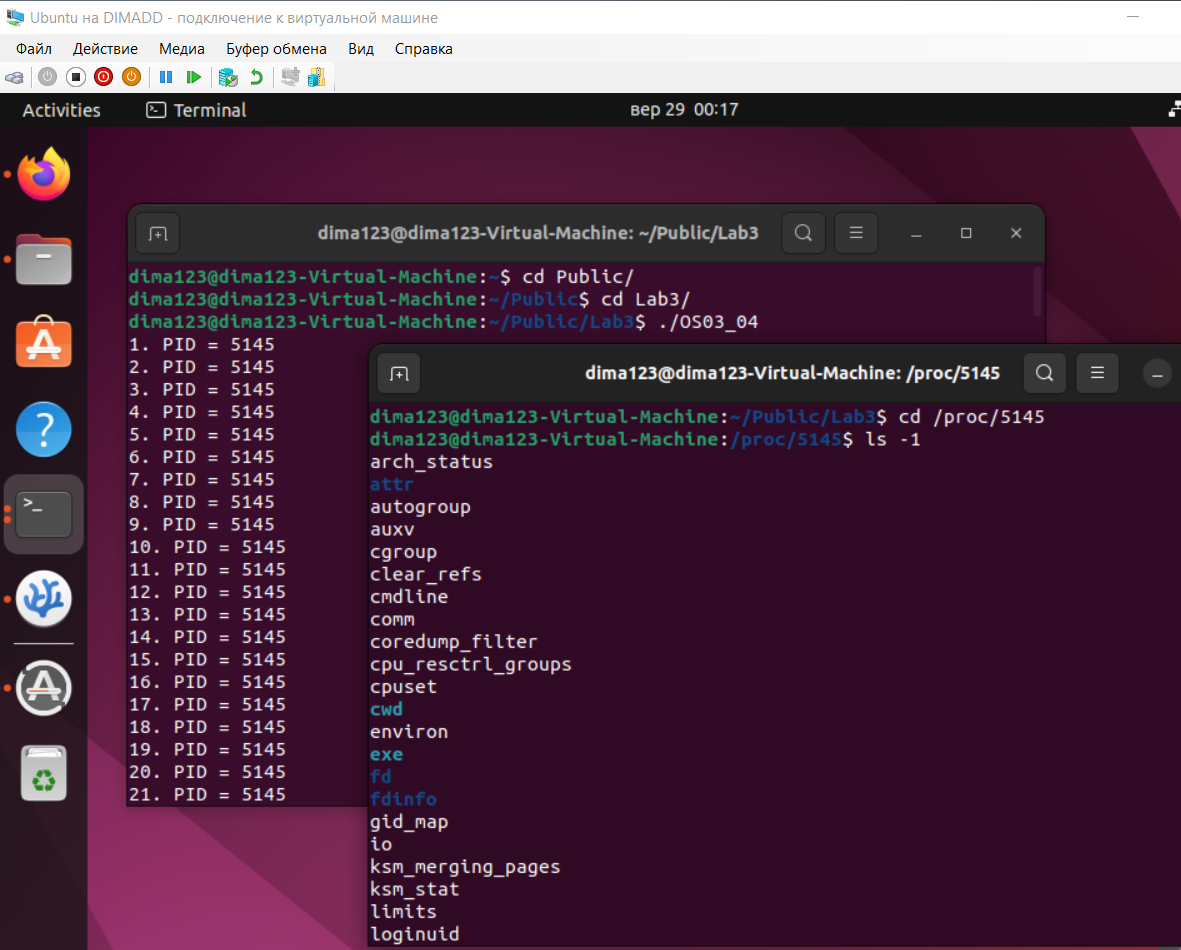 Ubuntu на DIMADD - подключение к виртуальной машине
Файл Действие Медиа Буфер обмена Вид Справка
Activities Terminal вер 29 00:17
dima123@dima123-Virtual-Machine: ~/Public/Lab3
dima123@dima123-Virtual-Machine:~$ cd Public/
dima123@dima123-Virtual-Machine:~/Public$ cd Lab3/
dima123@dima123-Virtual-Machine:~/Public/Lab3$ ./OS03_04
1. PID = 5145
2. PID = 5145
3. PID = 5145
4. PID = 5145
5. PID = 5145
6. PID = 5145
7. PID = 5145
8. PID = 5145
9. PID = 5145
10. PID = 5145
11. PID = 5145
12. PID = 5145
13. PID = 5145
14. PID = 5145
15. PID = 5145
16. PID = 5145
17. PID = 5145
18. PID = 5145
19. PID = 5145
20. PID = 5145
21. PID = 5145
dima123@dima123-Virtual-Machine: /proc/5145
dima123@dima123-Virtual-Machine:~/Public/Lab3$ cd /proc/5145
dima123@dima123-Virtual-Machine:/proc/5145$ ls -1
arch_status
attr
autogroup
auxv
cgroup
clear_refs
cmdline
comm
coredump_filter
cpu_resctrl_groups
cpuset
cwd
environ
exe
fd
fdinfo
gid_map
io
ksm_merging_pages
ksm_stat
limits
loginuid